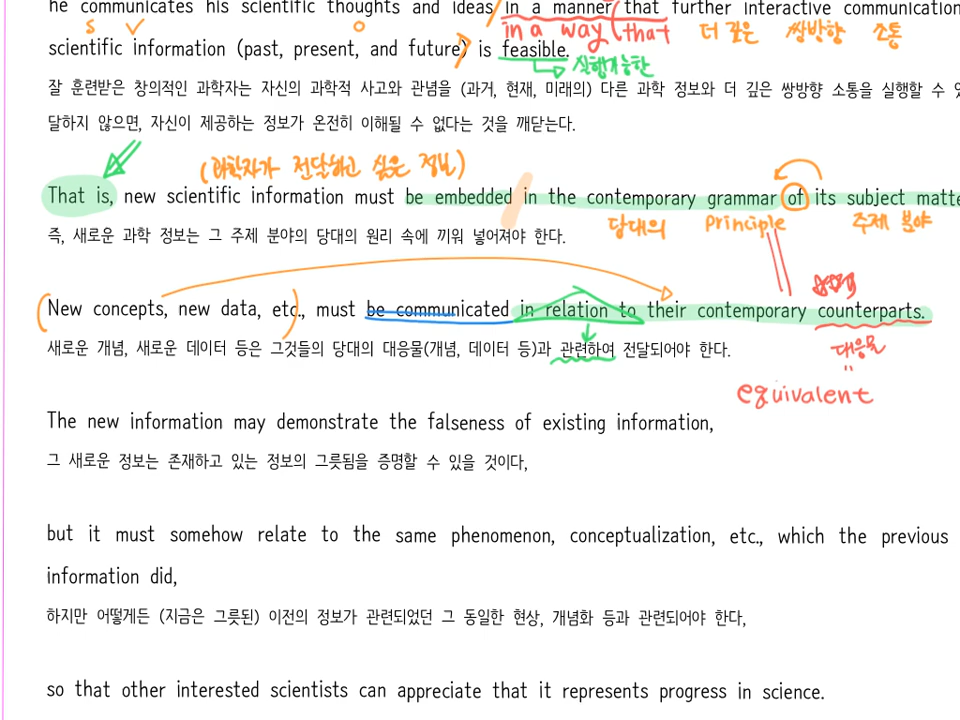 he communicates his scientific thoughts and ideas in a manner that further interactive communication
S V O in a way that 더 깊은 쌍방향 소통
scientific information (past, present, and future) is feasible.
실행가능한
잘 훈련받은 창의적인 과학자는 자신의 과학적 사고와 관념을 (과거, 현재, 미래의) 다른 과학 정보와 더 깊은 쌍방향 소통을 실행할 수
달하지 않으면, 자신이 제공하는 정보가 온전히 이해될 수 없다는 것을 깨닫는다.
(과학자가 전달하고 싶은 정보)
That is, new scientific information must be embedded in the contemporary grammar of its subject matte
당대의 principle 주제 분야
즉, 새로운 과학 정보는 그 주제 분야의 당대의 원리 속에 끼워 넣어져야 한다.
New concepts, new data, etc., must be communicated in relation to their contemporary counterparts.
새로운 개념, 새로운 데이터 등은 그것들의 당대의 대응물(개념, 데이터 등)과 관련하여 전달되어야 한다.
대응물
"
equivalent
The new information may demonstrate the falseness of existing information,
그 새로운 정보는 존재하고 있는 정보의 그릇됨을 증명할 수 있을 것이다,
but it must somehow relate to the same phenomenon, conceptualization, etc., which the previous
information did,
하지만 어떻게든 (지금은 그릇된) 이전의 정보가 관련되었던 그 동일한 현상, 개념화 등과 관련되어야 한다,
so that other interested scientists can appreciate that it represents progress in science.